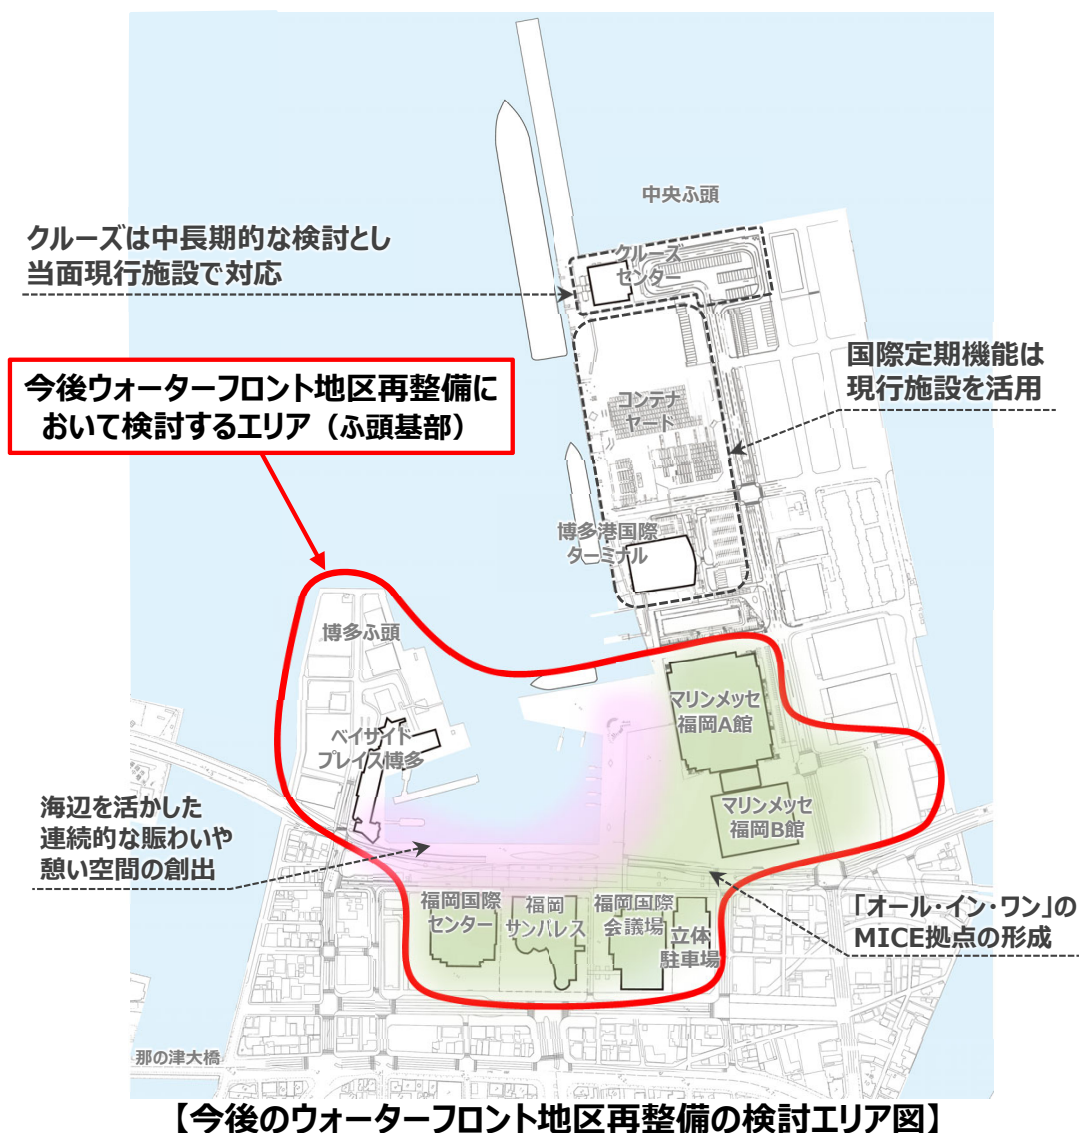 中央ふ頭
クルーズは中長期的な検討とし
当面現行施設で対応
クルーズ
センター
国際定期機能は
現行施設を活用
今後ウォーターフロント地区再整備に
おいて検討するエリア（ふ頭基部）
コンテナ
ヤード
博多港国際
ターミナル
博多ふ頭
マリンメッセ
福岡A館
ベイサイド
プレイス博多
マリンメッセ
福岡B館
海辺を活かした
連続的な賑わいや
憩い空間の創出
福岡国際
センター
福岡
サンパレス
福岡国際
会議場
立体
駐車場
「オール・イン・ワン」の
MICE拠点の形成
那の津大橋
【今後のウォーターフロント地区再整備の検討エリア図】